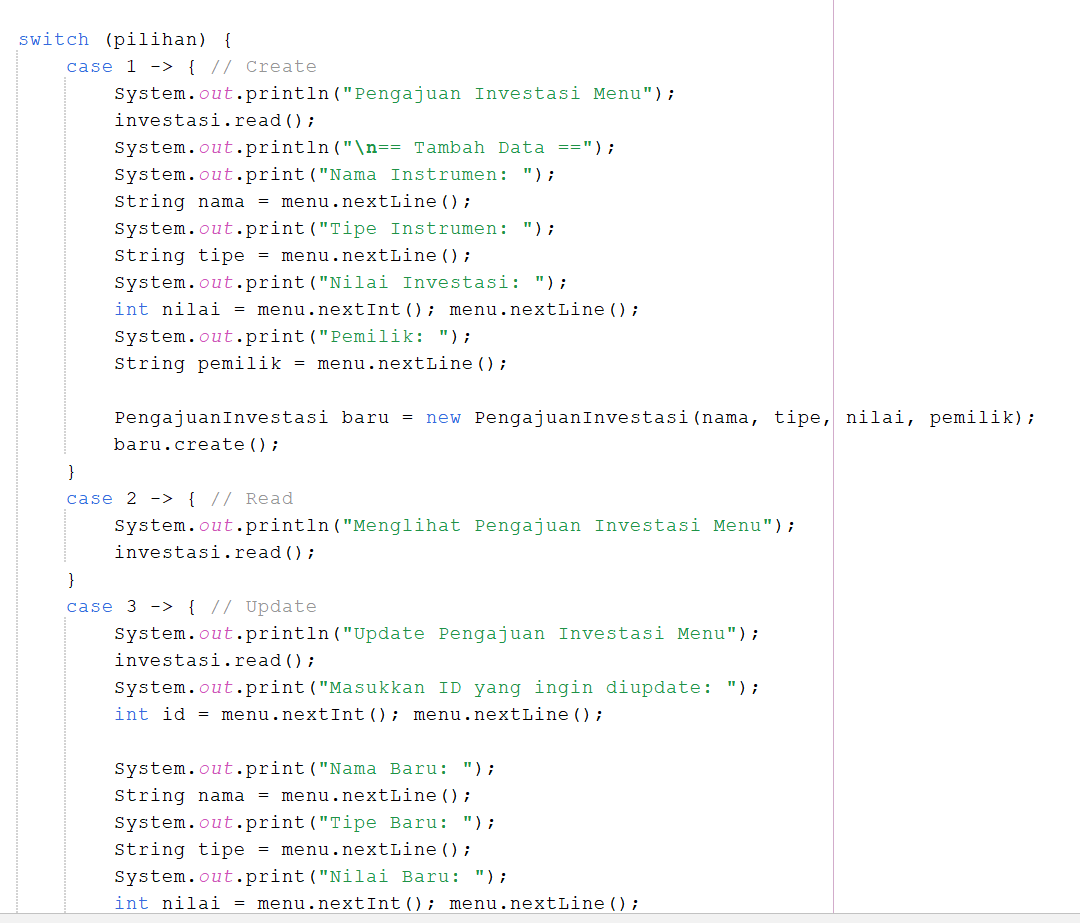 switch (pilihan) {
    case 1 -> { // Create
        System.out.println("Pengajuan Investasi Menu");
        investasi.read();
        System.out.println("\n== Tambah Data ==");
        System.out.print("Nama Instrumen: ");
        String nama = menu.nextLine();
        System.out.print("Tipe Instrumen: ");
        String tipe = menu.nextLine();
        System.out.print("Nilai Investasi: ");
        int nilai = menu.nextInt(); menu.nextLine();
        System.out.print("Pemilik: ");
        String pemilik = menu.nextLine();

        PengajuanInvestasi baru = new PengajuanInvestasi(nama, tipe, nilai, pemilik);
        baru.create();
    }
    case 2 -> { // Read
        System.out.println("Menglihat Pengajuan Investasi Menu");
        investasi.read();
    }
    case 3 -> { // Update
        System.out.println("Update Pengajuan Investasi Menu");
        investasi.read();
        System.out.print("Masukkan ID yang ingin diupdate: ");
        int id = menu.nextInt(); menu.nextLine();

        System.out.print("Nama Baru: ");
        String nama = menu.nextLine();
        System.out.print("Tipe Baru: ");
        String tipe = menu.nextLine();
        System.out.print("Nilai Baru: ");
        int nilai = menu.nextInt(); menu.nextLine();